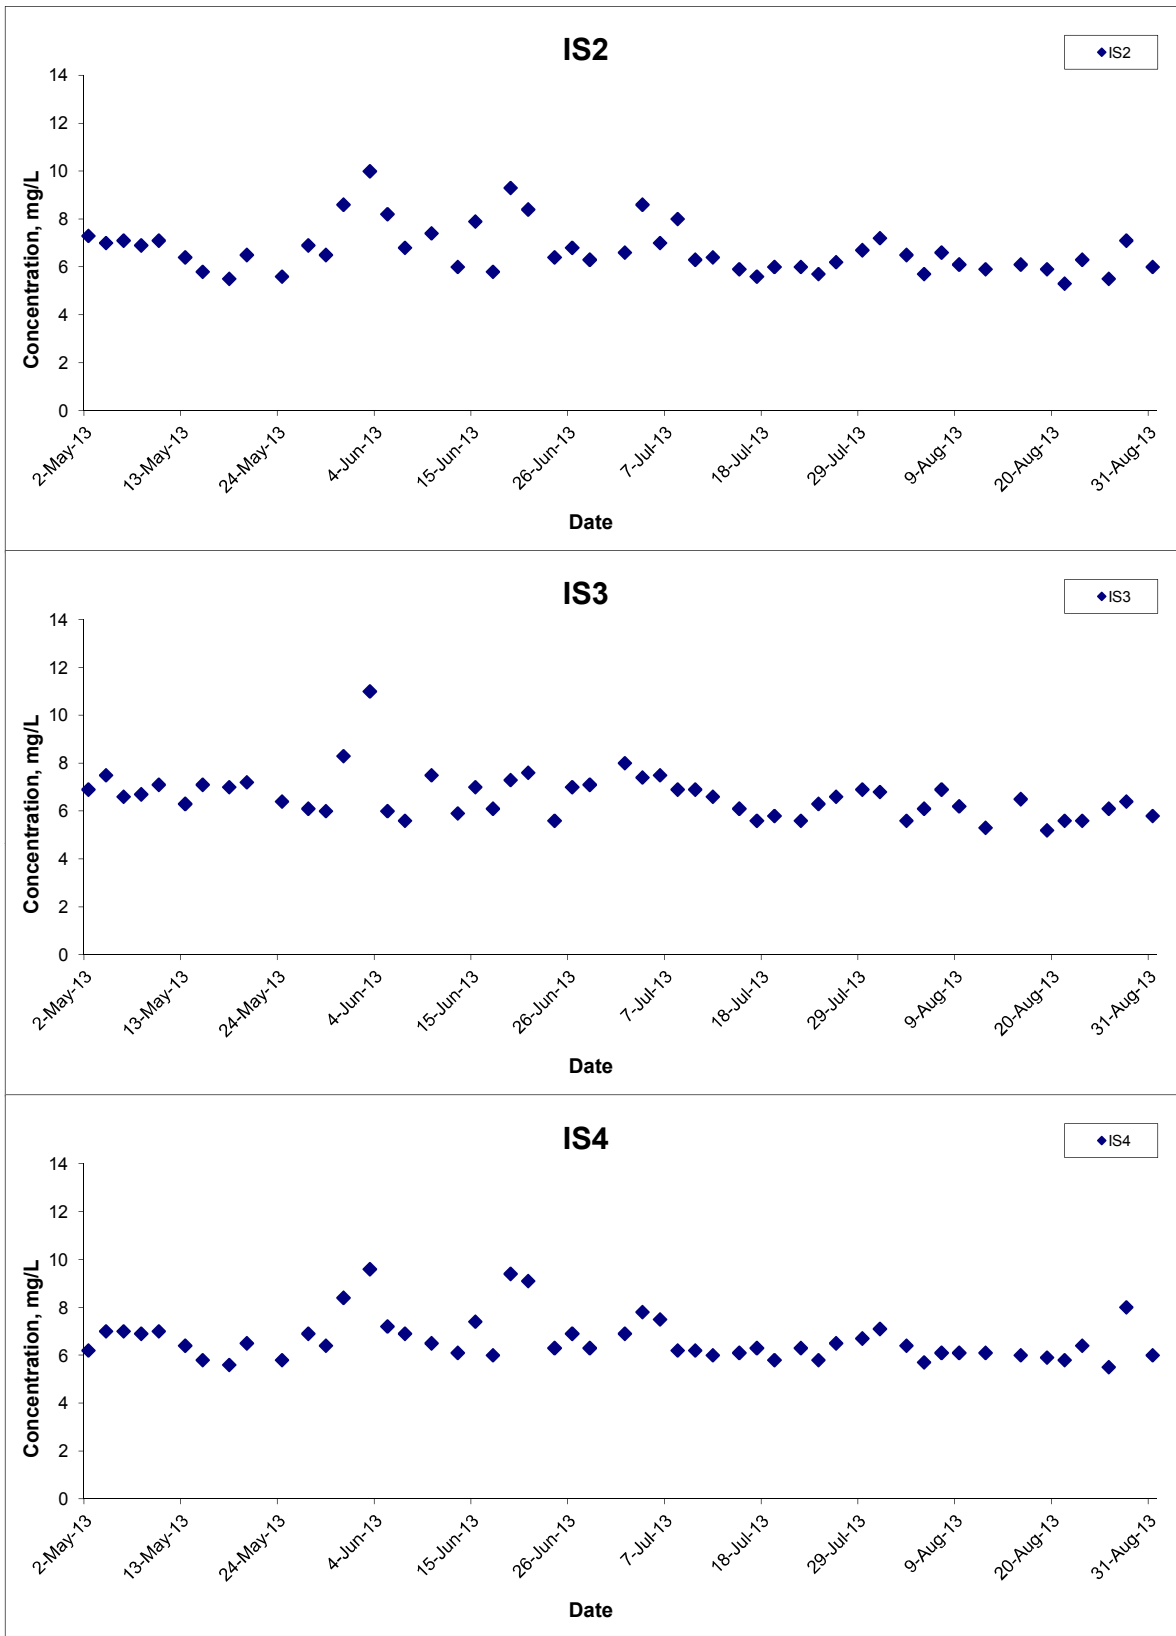 IS2
IS2
14
12
10
8
6
4
2
0
Concentration, mg/L
2-May-13
13-May-13
24-May-13
4-Jun-13
15-Jun-13
26-Jun-13
7-Jul-13
18-Jul-13
29-Jul-13
9-Aug-13
20-Aug-13
31-Aug-13
Date
IS3
IS3
14
12
10
8
6
4
2
0
Concentration, mg/L
2-May-13
13-May-13
24-May-13
4-Jun-13
15-Jun-13
26-Jun-13
7-Jul-13
18-Jul-13
29-Jul-13
9-Aug-13
20-Aug-13
31-Aug-13
Date
IS4
IS4
14
12
10
8
6
4
2
0
Concentration, mg/L
2-May-13
13-May-13
24-May-13
4-Jun-13
15-Jun-13
26-Jun-13
7-Jul-13
18-Jul-13
29-Jul-13
9-Aug-13
20-Aug-13
31-Aug-13
Date